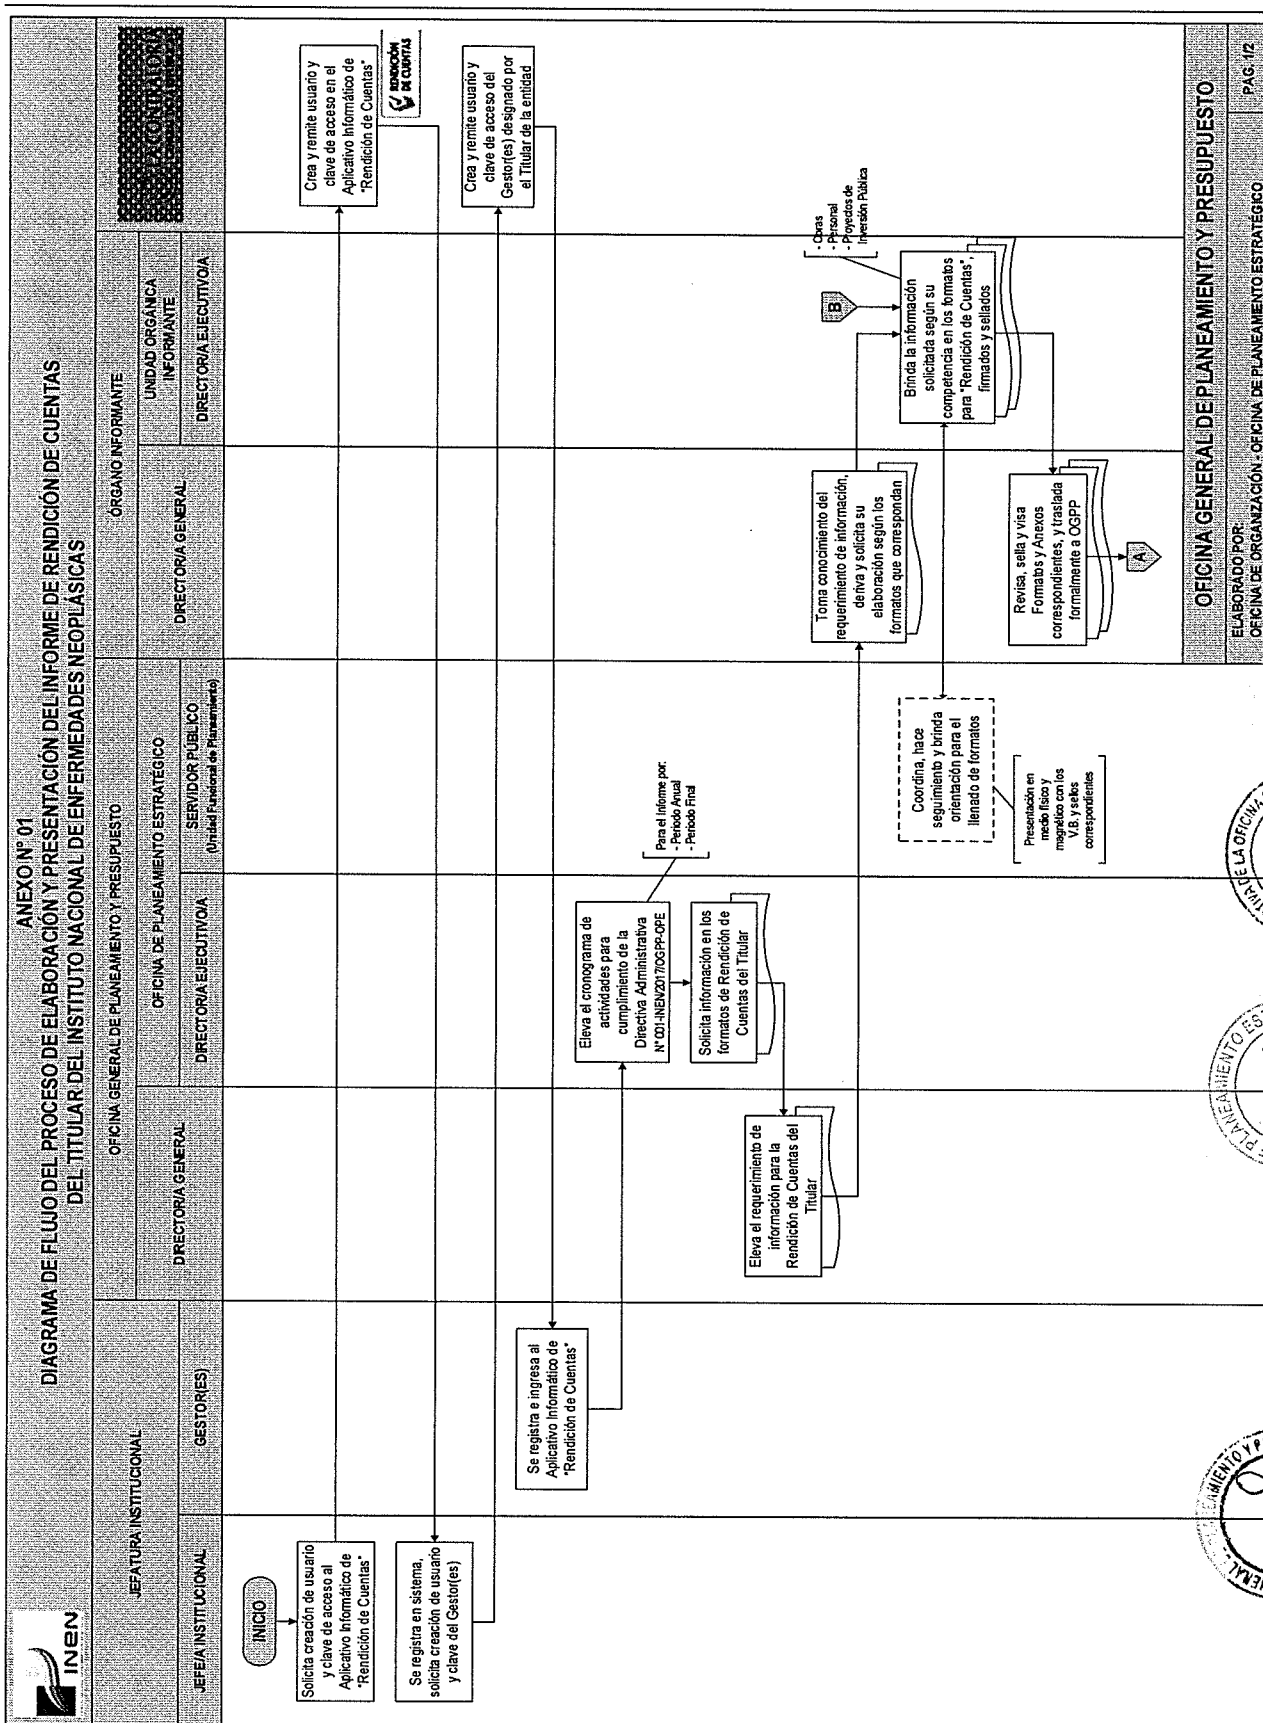 INEN
ANEXO N° 01
DIAGRAMA DE FLUJO DEL PROCESO DE ELABORACIÓN Y PRESENTACIÓN DEL INFORME DE RENDICIÓN DE CUENTAS
DEL TITULAR DEL INSTITUTO NACIONAL DE ENFERMEDADES NEOPLÁSICAS
JEFATURA INSTITUCIONAL
OFICINA GENERAL DE PLANEAMIENTO Y PRESUPUESTO
ÓRGANO INFORMANTE
LA CONTRALORÍA
JEFE/A INSTITUCIONAL
GESTOR(ES)
DIRECTOR/A GENERAL
OFICINA DE PLANEAMIENTO ESTRATÉGICO
DIRECTOR/A EJECUTIVO/A
SERVIDOR PÚBLICO
(Unidad Funcional de Planeamiento)
DIRECTOR/A GENERAL
UNIDAD ORGÁNICA
INFORMANTE
DIRECTOR/A EJECUTIVO/A
INICIO
Solicita creación de usuario
y clave de acceso al
Aplicativo Informático de
"Rendición de Cuentas"
Crea y remite usuario y
clave de acceso en el
Aplicativo Informático de
"Rendición de Cuentas"
RENDICIÓN
DE CUENTAS
Se registra en sistema,
solicita creación de usuario
y clave del Gestor(es)
Crea y remite usuario y
clave de acceso del
Gestor(es) designado por
el Titular de la entidad
Se registra e ingresa al
Aplicativo Informático de
"Rendición de Cuentas"
Eleva el cronograma de
actividades para
cumplimiento de la
Directiva Administrativa
N° 001-INEN/2017/OGPP-OPE
Para el Informe por:
- Periodo Anual
- Periodo Final
Solicita información en los
formatos de Rendición de
Cuentas del Titular
Eleva el requerimiento de
información para la
Rendición de Cuentas del
Titular
Toma conocimiento del
requerimiento de información,
deriva y solicita su
elaboración según los
formatos que correspondan
B
- Personal
- Proyectos de
Inversión Pública
Brinda la información
solicitada según su
competencia en los formatos
para "Rendición de Cuentas",
firmados y sellados
Coordina, hace
seguimiento y brinda
orientación para el
llenado de formatos
Presentación en
medio físico y
magnético con los
V.B. y sellos
correspondientes
Revisa, sella y visa
Formatos y Anexos
correspondientes, y traslada
formalmente a OGPP
A
OFICINA GENERAL DE PLANEAMIENTO Y PRESUPUESTO
ELABORADO POR:
OFICINA DE ORGANIZACIÓN - OFICINA DE PLANEAMIENTO ESTRATÉGICO
PAG. 1/2